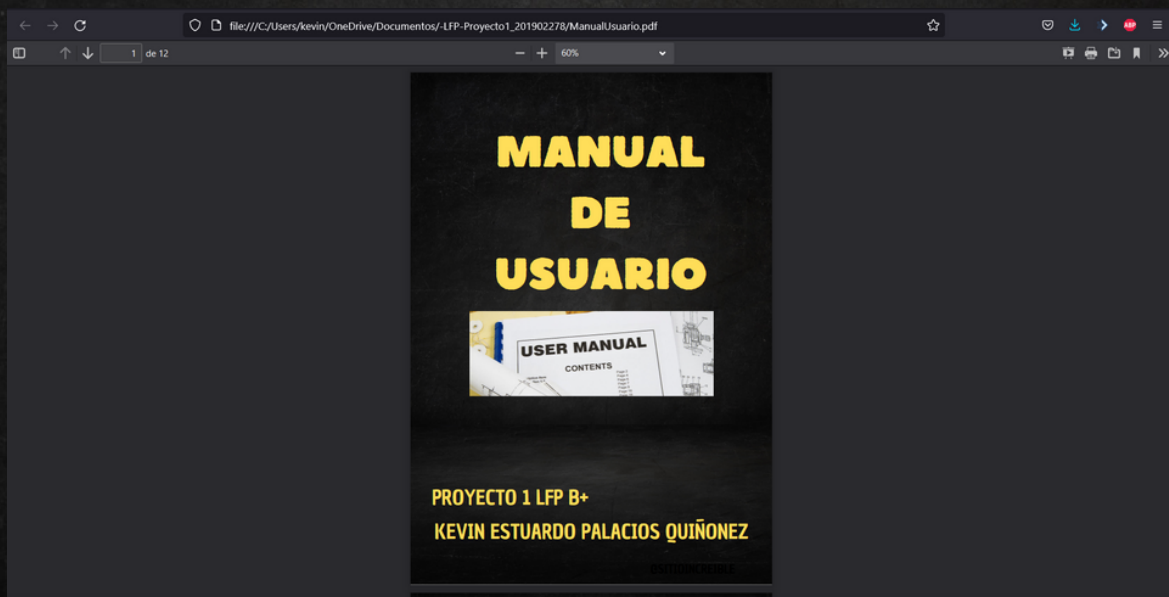 file:///C:/Users/kevin/OneDrive/Documentos/-LFP-Proyecto1_201902278/ManualUsuario.pdf
ABP
1 de 12
60%
MANUAL
DE
USUARIO
USER MANUAL
CONTENTS
PROYECTO 1 LFP B+
KEVIN ESTUARDO PALACIOS QUIÑONEZ